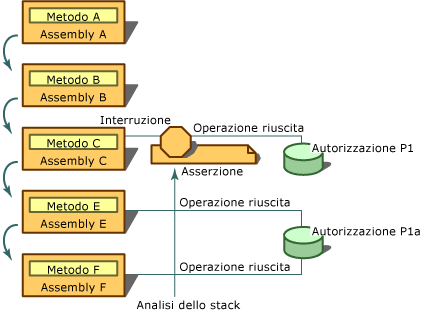 Metodo A
Assembly A
Metodo B
Assembly B
Interruzione
Operazione riuscita
Metodo C
Assembly C
Autorizzazione P1
Asserzione
Metodo E
Assembly E
Operazione riuscita
Autorizzazione P1a
Metodo F
Assembly F
Operazione riuscita
Analisi dello stack